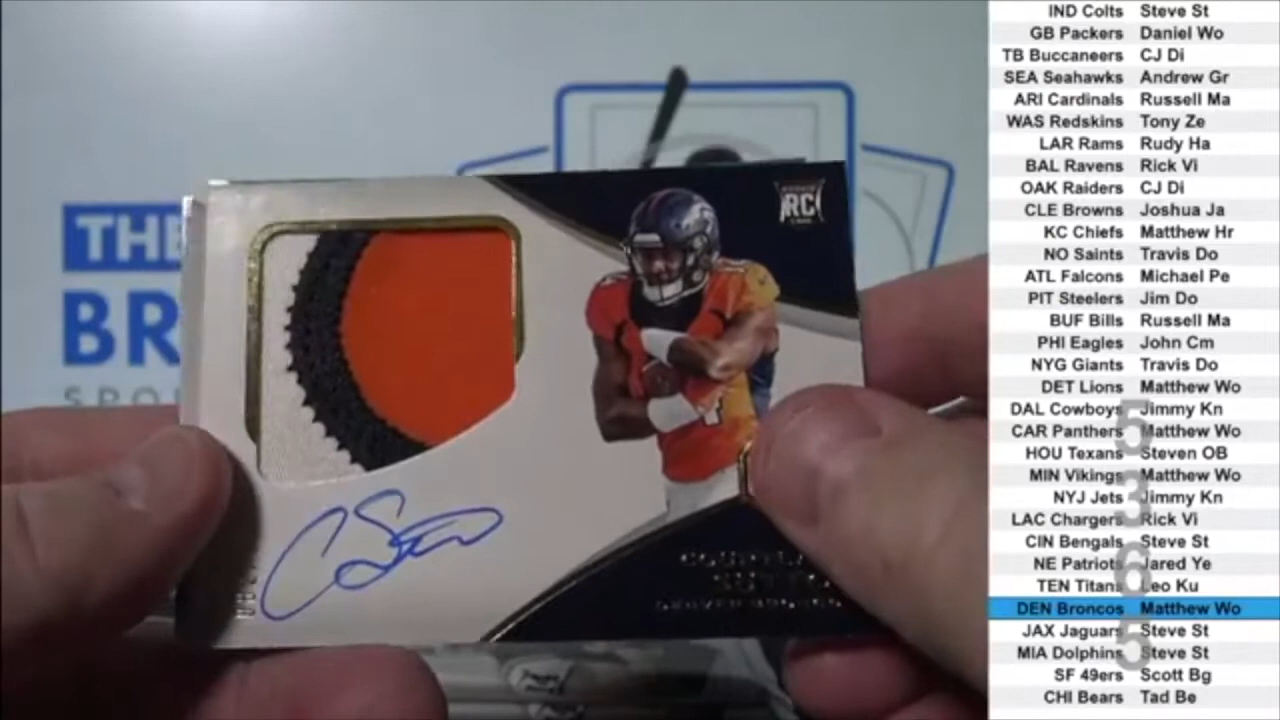 THE
BR
SPO
RC
COURTLAND
SUTTON
DENVER BRONCOS
IND Colts Steve St
GB Packers Daniel Wo
TB Buccaneers CJ Di
SEA Seahawks Andrew Gr
ARI Cardinals Russell Ma
WAS Redskins Tony Ze
LAR Rams Rudy Ha
BAL Ravens Rick Vi
OAK Raiders CJ Di
CLE Browns Joshua Ja
KC Chiefs Matthew Hr
NO Saints Travis Do
ATL Falcons Michael Pe
PIT Steelers Jim Do
BUF Bills Russell Ma
PHI Eagles John Cm
NYG Giants Travis Do
DET Lions Matthew Wo
DAL Cowboys Jimmy Kn
CAR Panthers Matthew Wo
HOU Texans Steven OB
MIN Vikings Matthew Wo
NYJ Jets Jimmy Kn
LAC Chargers Rick Vi
CIN Bengals Steve St
NE Patriots Jared Ye
TEN Titans Leo Ku
DEN Broncos Matthew Wo
JAX Jaguars Steve St
MIA Dolphins Steve St
SF 49ers Scott Bg
CHI Bears Tad Be
5365